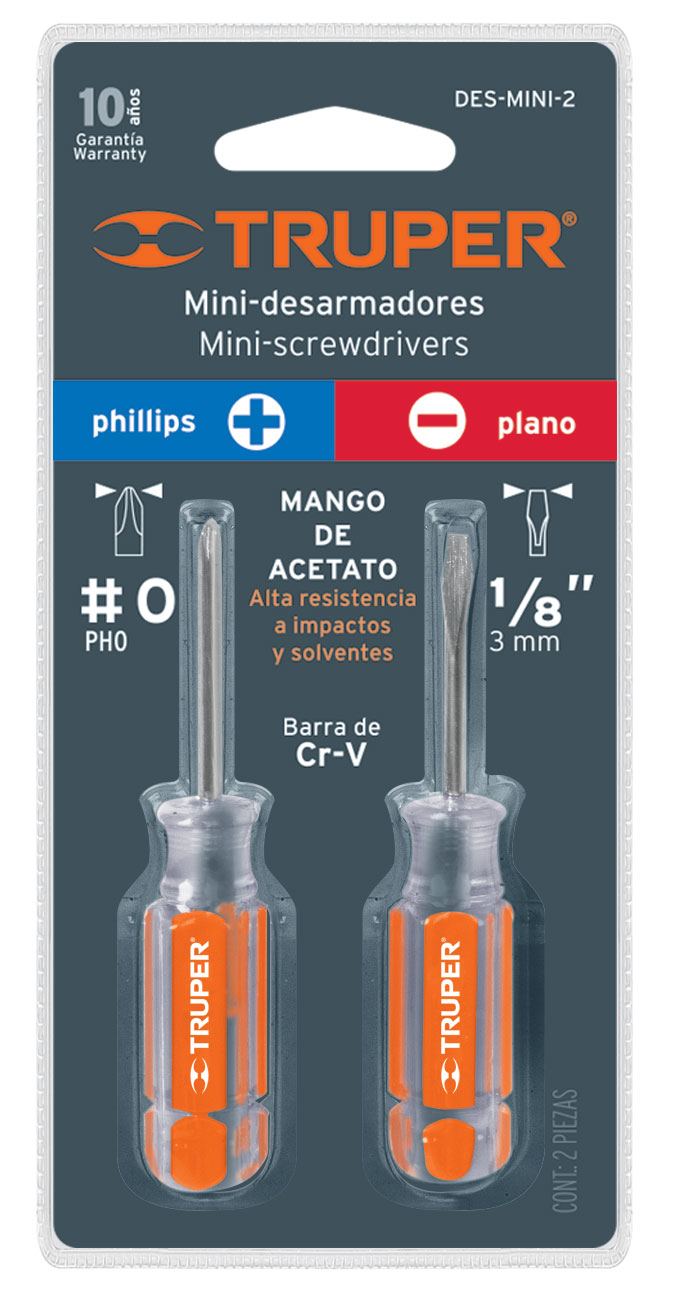 10 años
Garantía
Warranty
DES-MINI-2
TRUPER®
Mini-desarmadores
Mini-screwdrivers
phillips
plano
MANGO
DE
ACETATO
Alta resistencia
a impactos
y solventes
# 0
PH0
1/8"
3 mm
Barra de
Cr-V
TRUPER®
TRUPER®
CONT.: 2 PIEZAS